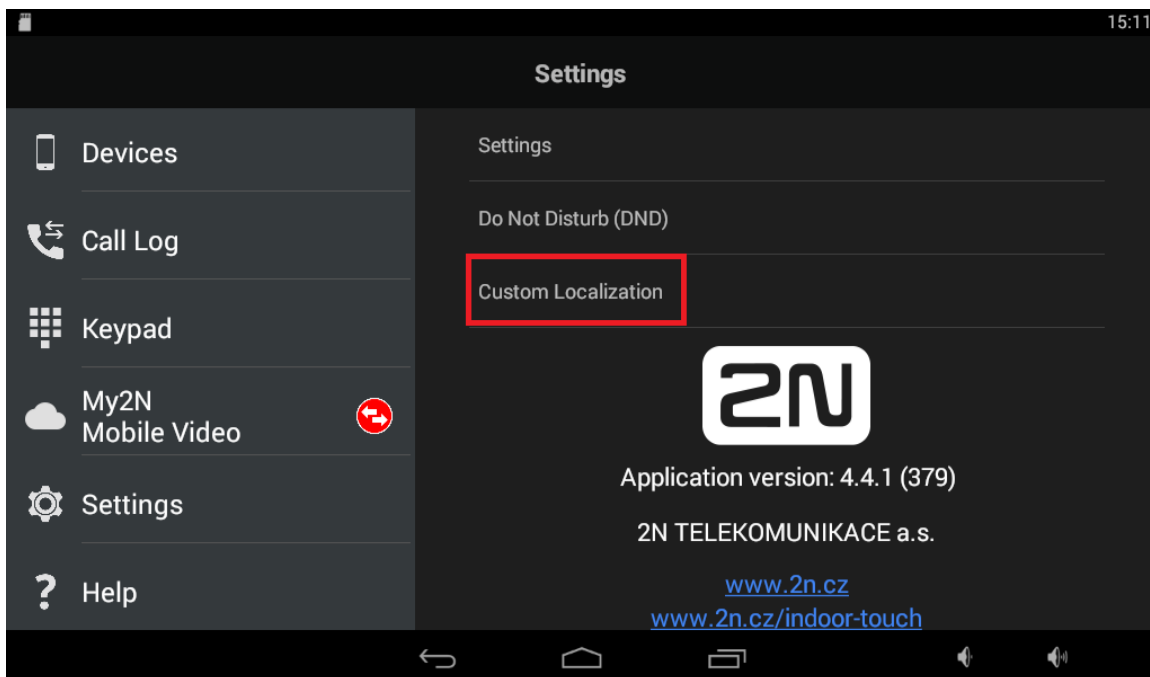 15:11
Settings
Devices
Call Log
Keypad
My2N
Mobile Video
Settings
Help
Settings
Do Not Disturb (DND)
Custom Localization
2N
Application version: 4.4.1 (379)
2N TELEKOMUNIKACE a.s.
www.2n.cz
www.2n.cz/indoor-touch